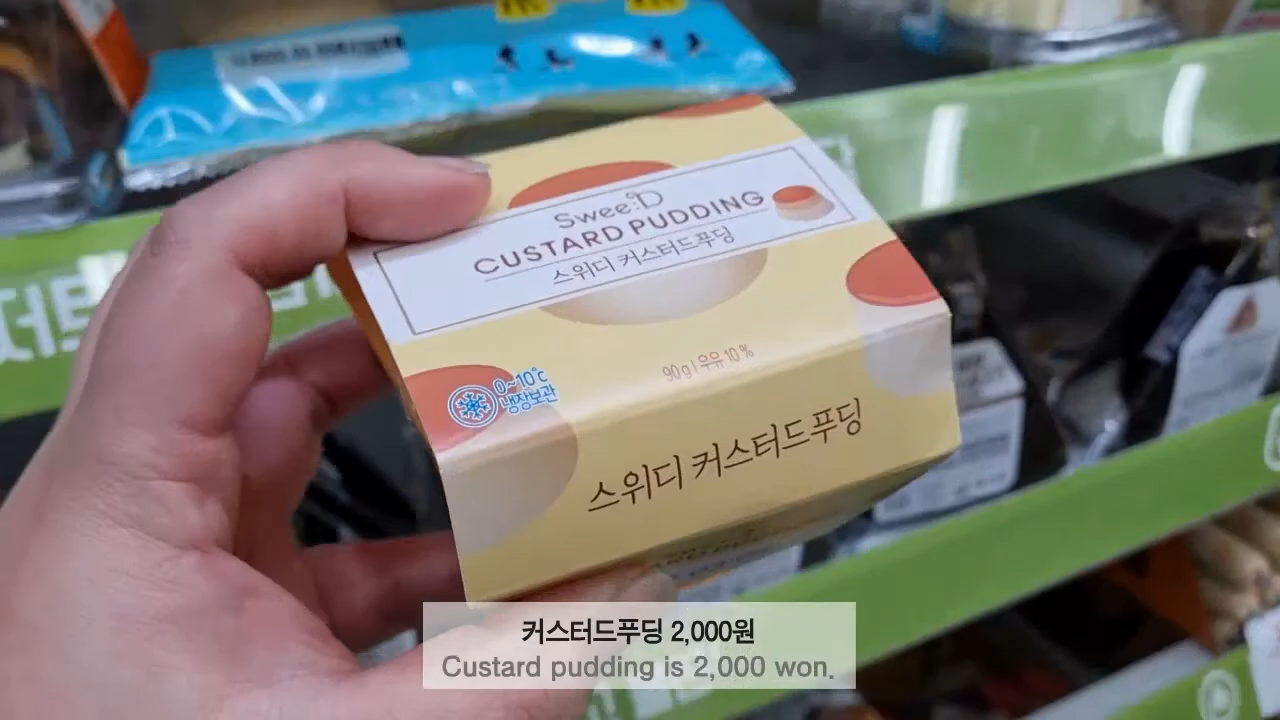 Swee:D
CUSTARD PUDDING
스위디 커스터드푸딩
90g | 우유 10%
0~10℃
냉장보관
스위디 커스터드푸딩
커스터드푸딩 2,000원
Custard pudding is 2,000 won.